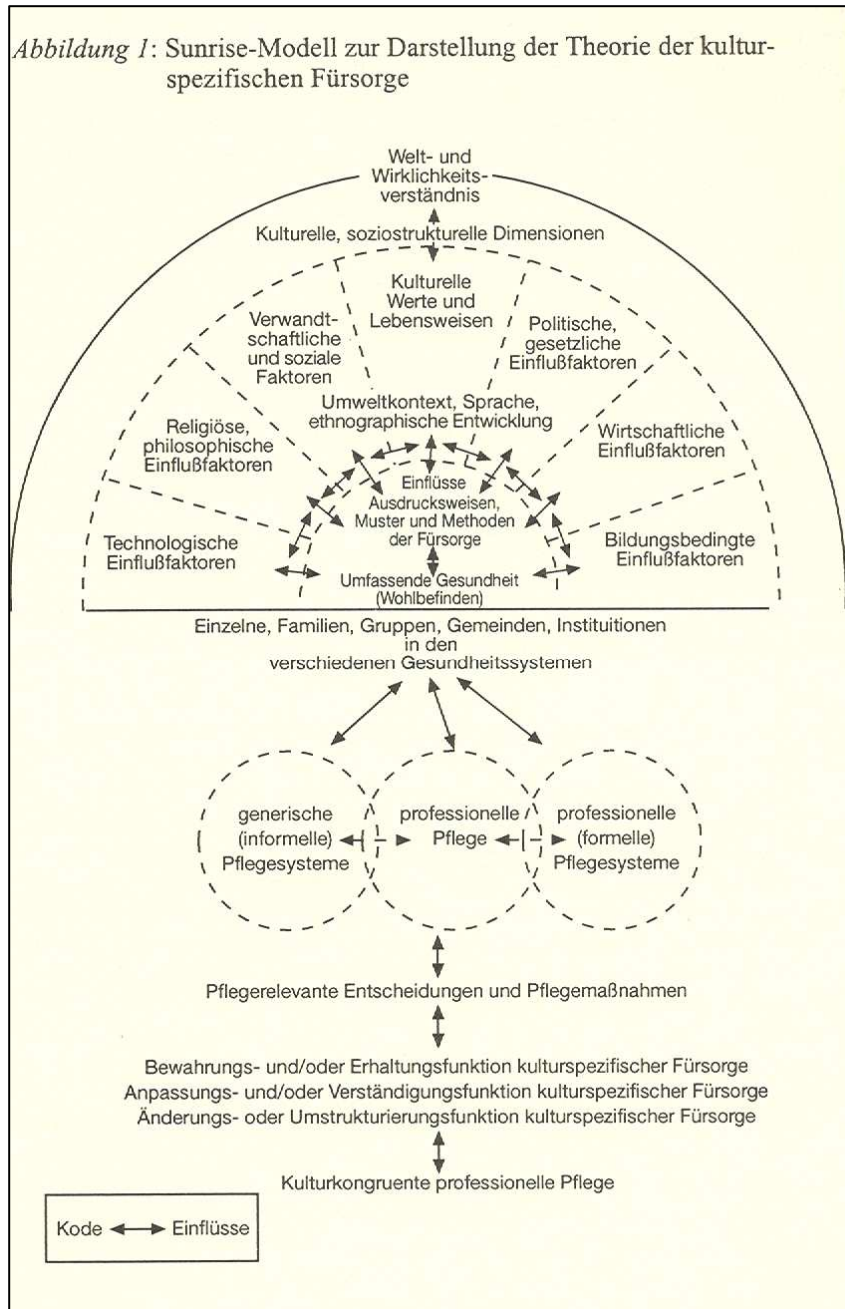 Abbildung 1: Sunrise-Modell zur Darstellung der Theorie der kultur-
spezifischen Fürsorge
Welt- und
Wirklichkeits-
verständnis
Kulturelle, soziostrukturelle Dimensionen
Kulturelle
Werte und
Lebensweisen
Verwandt-
schaftliche
und soziale
Faktoren
Politische,
gesetzliche
Einflußfaktoren
Religiöse,
philosophische
Einflußfaktoren
Umweltkontext, Sprache,
ethnographische Entwicklung
Wirtschaftliche
Einflußfaktoren
Technologische
Einflußfaktoren
Einflüsse
Ausdrucksweisen,
Muster und Methoden
der Fürsorge
Bildungsbedingte
Einflußfaktoren
Umfassende Gesundheit
(Wohlbefinden)
Einzelne, Familien, Gruppen, Gemeinden, Instituitionen
in den
verschiedenen Gesundheitssystemen
generische
(informelle)
Pflegesysteme
professionelle
Pflege
professionelle
(formelle)
Pflegesysteme
Pflegerelevante Entscheidungen und Pflegemaßnahmen
Bewahrungs- und/oder Erhaltungsfunktion kulturspezifischer Fürsorge
Anpassungs- und/oder Verständigungsfunktion kulturspezifischer Fürsorge
Änderungs- oder Umstrukturierungsfunktion kulturspezifischer Fürsorge
Kulturkongruente professionelle Pflege
Kode Einflüsse